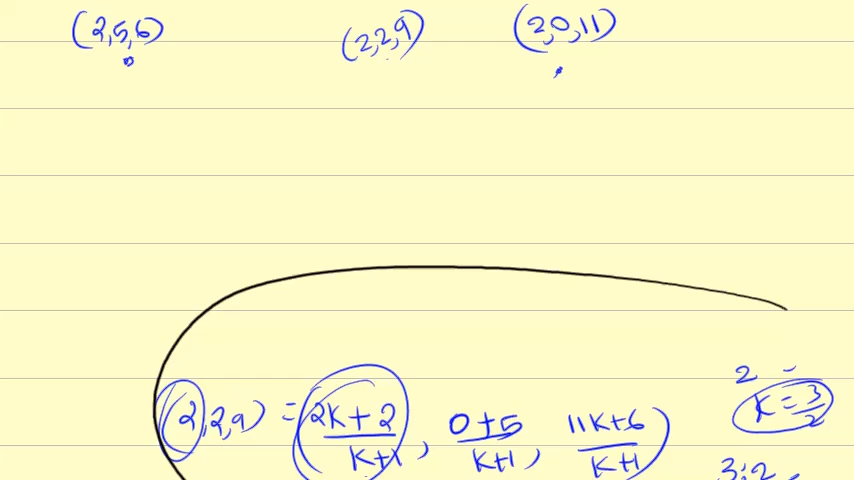 (2,5,6) (2,2,9) (2,0,11)
2 =
(2,2,9) = (2K+2/K+1, 0+5/K+1, 11K+6/K+1) K=3/2
3:2